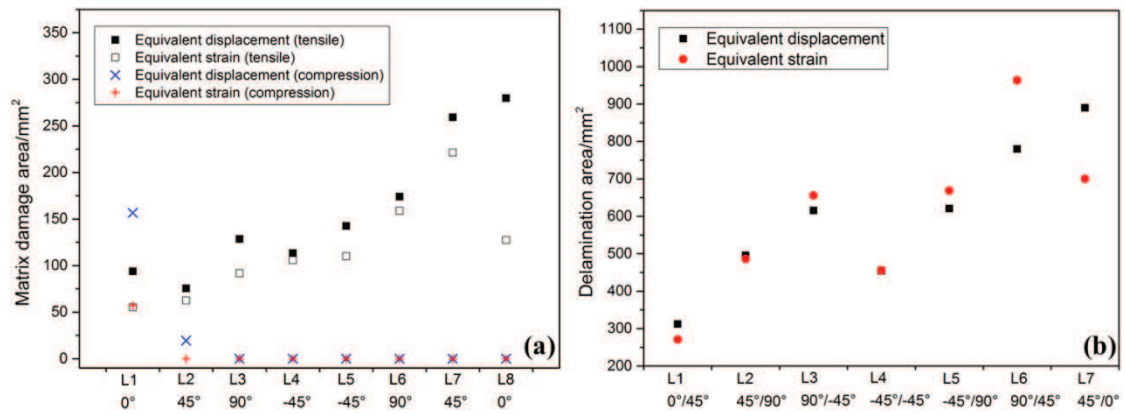 350
300
250
200
150
100
50
0
Matrix damage area/mm²
Equivalent displacement (tensile)
Equivalent strain (tensile)
Equivalent displacement (compression)
Equivalent strain (compression)
(a)
L1 L2 L3 L4 L5 L6 L7 L8
0° 45° 90° -45° -45° 90° 45° 0°
1100
1000
900
800
700
600
500
400
300
200
Delamination area/mm²
Equivalent displacement
Equivalent strain
(b)
L1 L2 L3 L4 L5 L6 L7
0°/45° 45°/90° 90°/-45° -45°/-45° -45°/90° 90°/45° 45°/0°